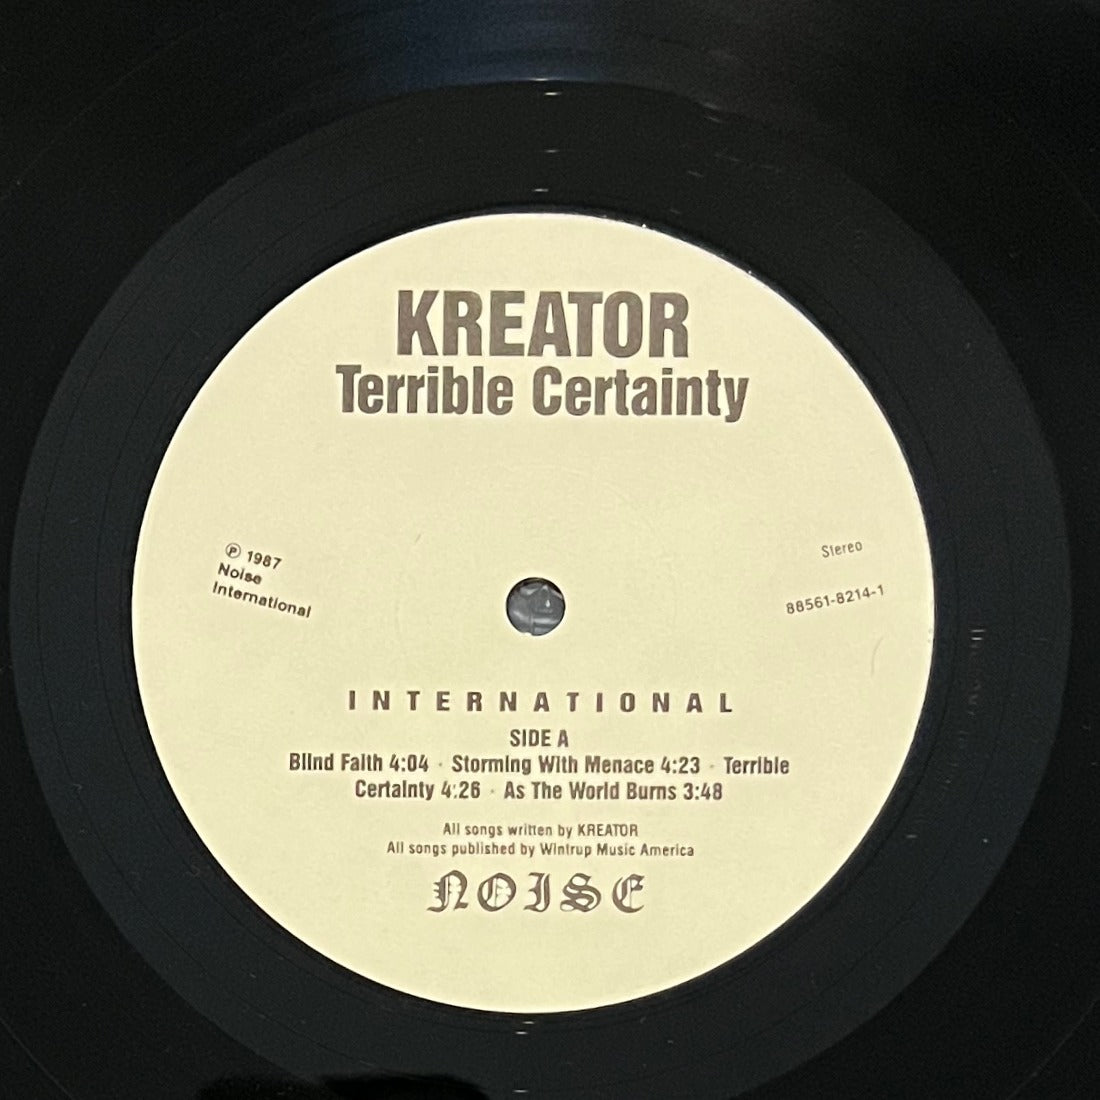 KREATOR
Terrible Certainty
℗ 1987
Noise
International
Stereo
88561-8214-1
INTERNATIONAL
SIDE A
Blind Faith 4:04 · Storming With Menace 4:23 · Terrible
Certainty 4:26 · As The World Burns 3:48
All songs written by KREATOR
All songs published by Wintrup Music America
NOISE